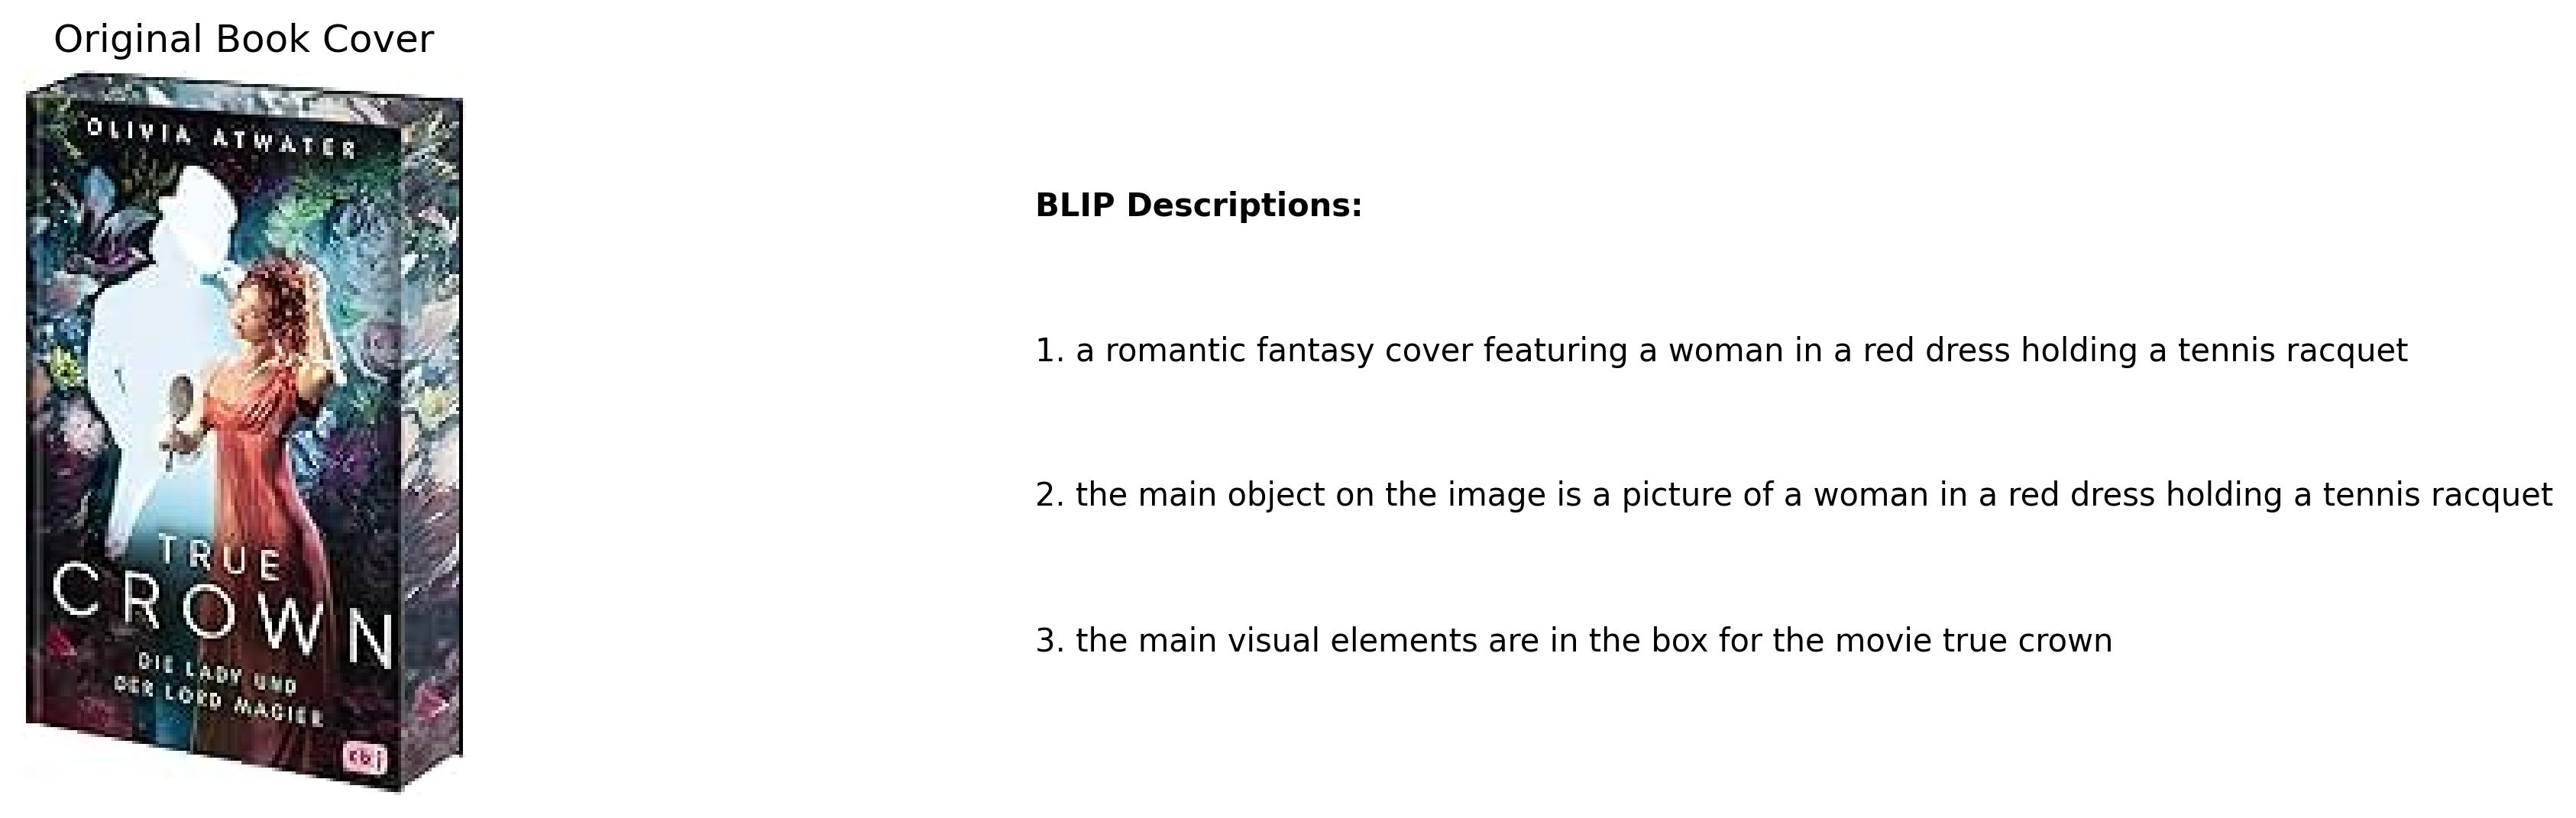 Original Book Cover
OLIVIA ATWATER
TRUE
CROWN
DIE LADY UND
DER LORD MAGIER
cbj
BLIP Descriptions:
1. a romantic fantasy cover featuring a woman in a red dress holding a tennis racquet
2. the main object on the image is a picture of a woman in a red dress holding a tennis racquet
3. the main visual elements are in the box for the movie true crown